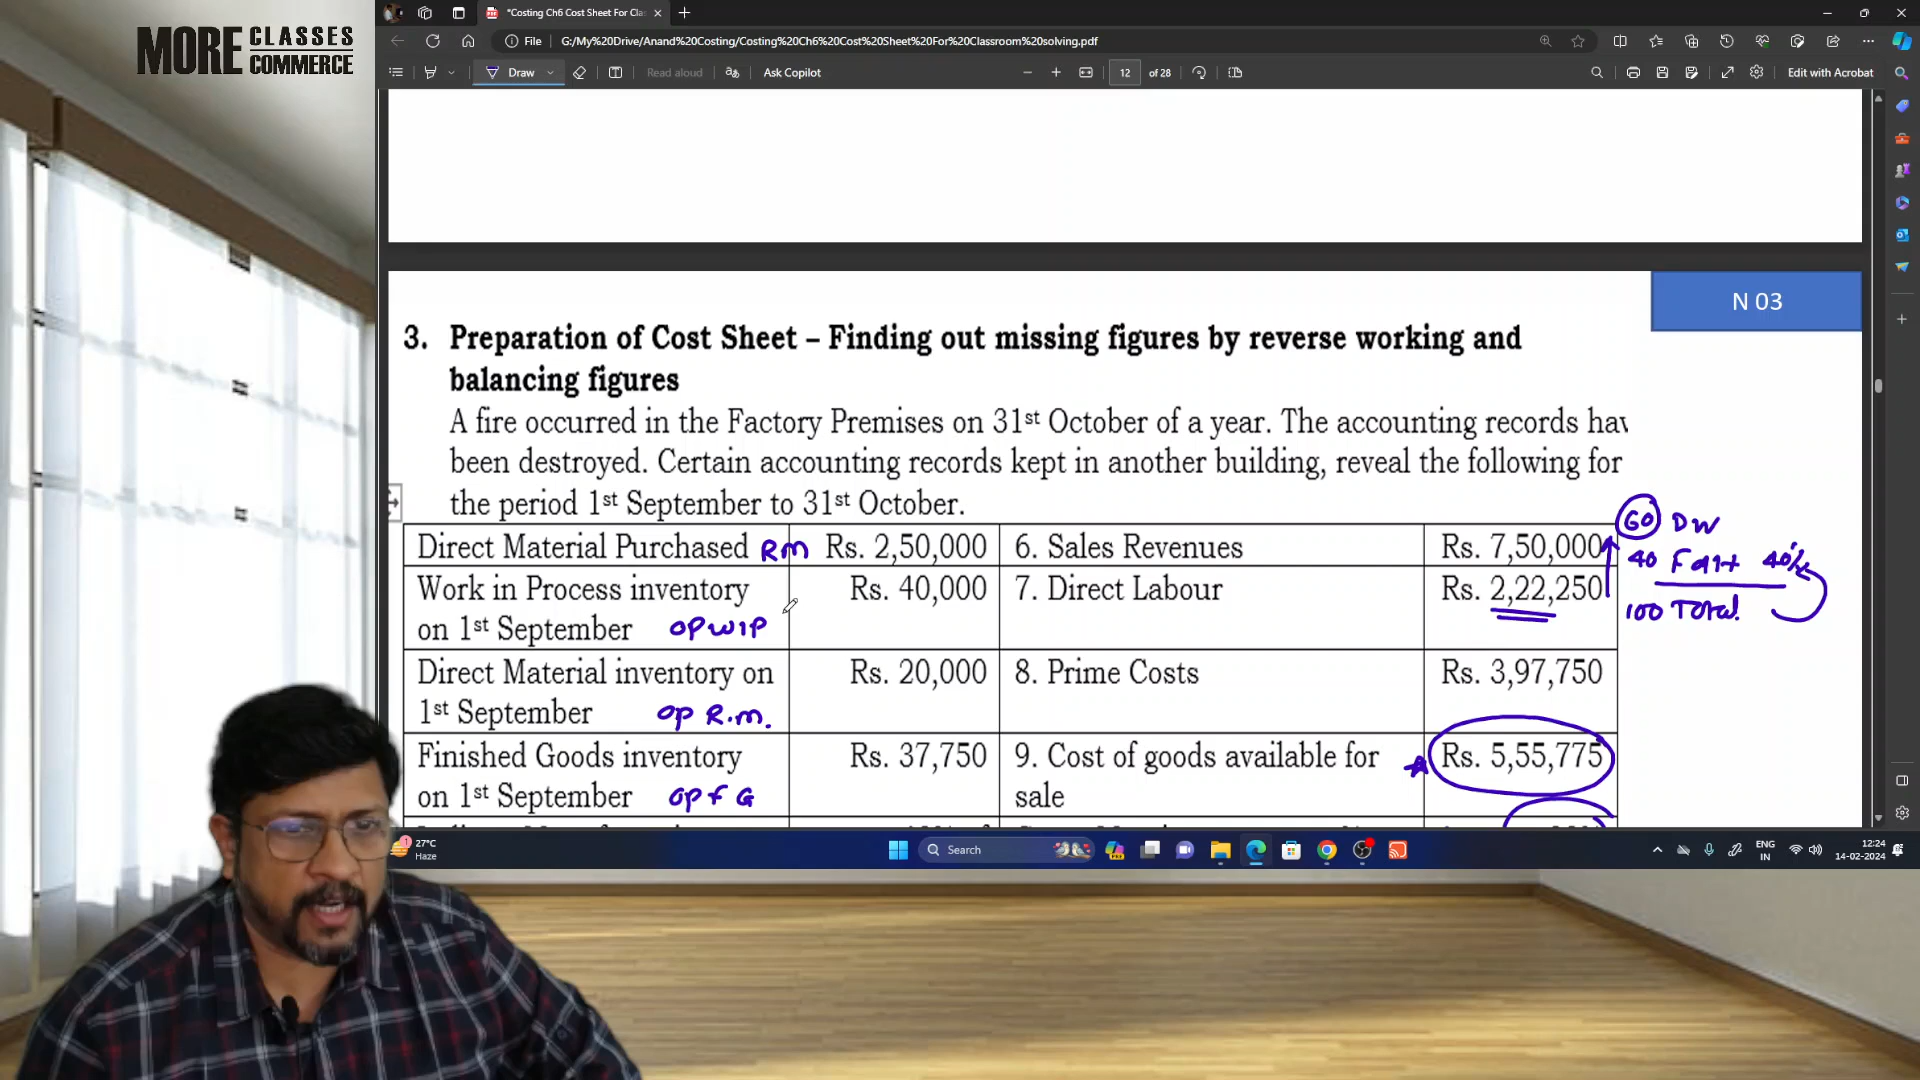 MORE CLASSES COMMERCE
*Costing Ch6 Cost Sheet For Cla
File G:/My%20Drive/Anand%20Costing/Costing%20Ch6%20Cost%20Sheet%20For%20Classroom%20solving.pdf
Draw Read aloud Ask Copilot 12 of 28 Edit with Acrobat
N 03
3. Preparation of Cost Sheet – Finding out missing figures by reverse working and
balancing figures
A fire occurred in the Factory Premises on 31st October of a year. The accounting records hav
been destroyed. Certain accounting records kept in another building, reveal the following for
the period 1st September to 31st October.
60 DW
Direct Material Purchased RM Rs. 2,50,000 6. Sales Revenues Rs. 7,50,000
40 40%
Work in Process inventory Rs. 40,000 7. Direct Labour Rs. 2,22,250
100 Total
on 1st September OP WIP
Direct Material inventory on Rs. 20,000 8. Prime Costs Rs. 3,97,750
1st September OP R.M.
Finished Goods inventory Rs. 37,750 9. Cost of goods available for Rs. 5,55,775
on 1st September OP F G sale
27°C
Haze
Search
ENG
IN
12:24
14-02-2024